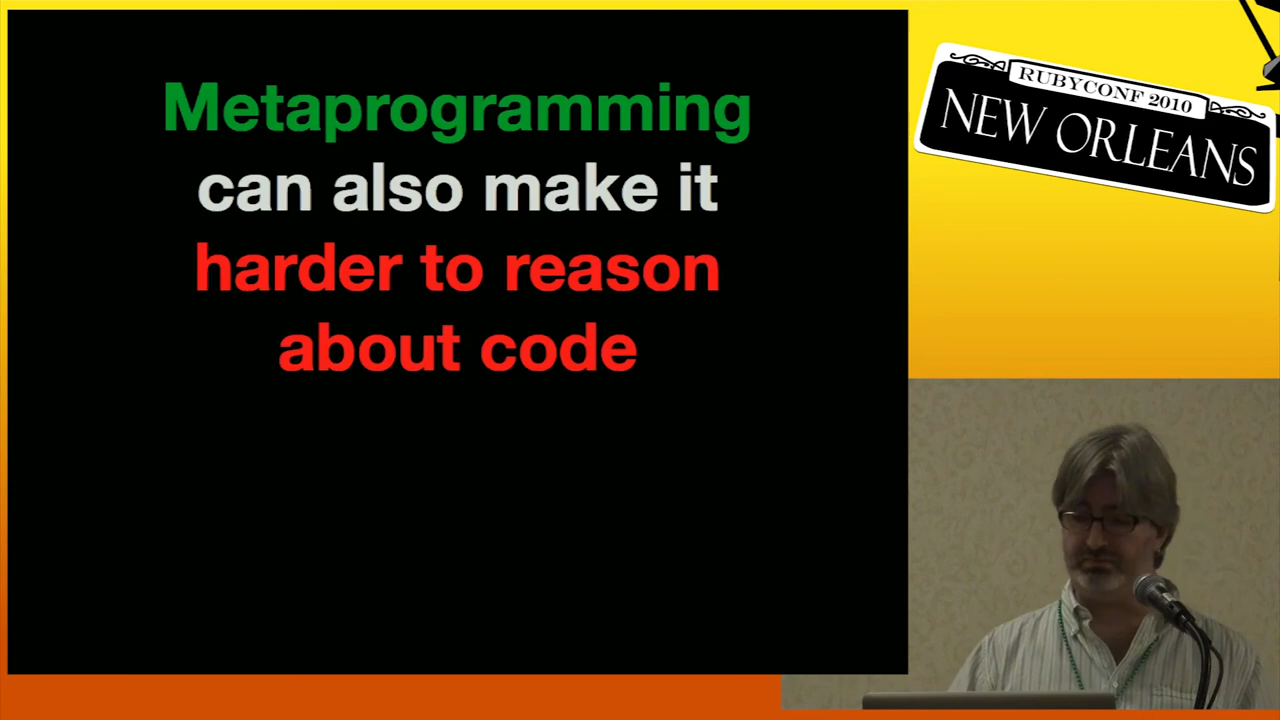 Metaprogramming
can also make it
harder to reason
about code
RUBYCONF 2010
NEW ORLEANS